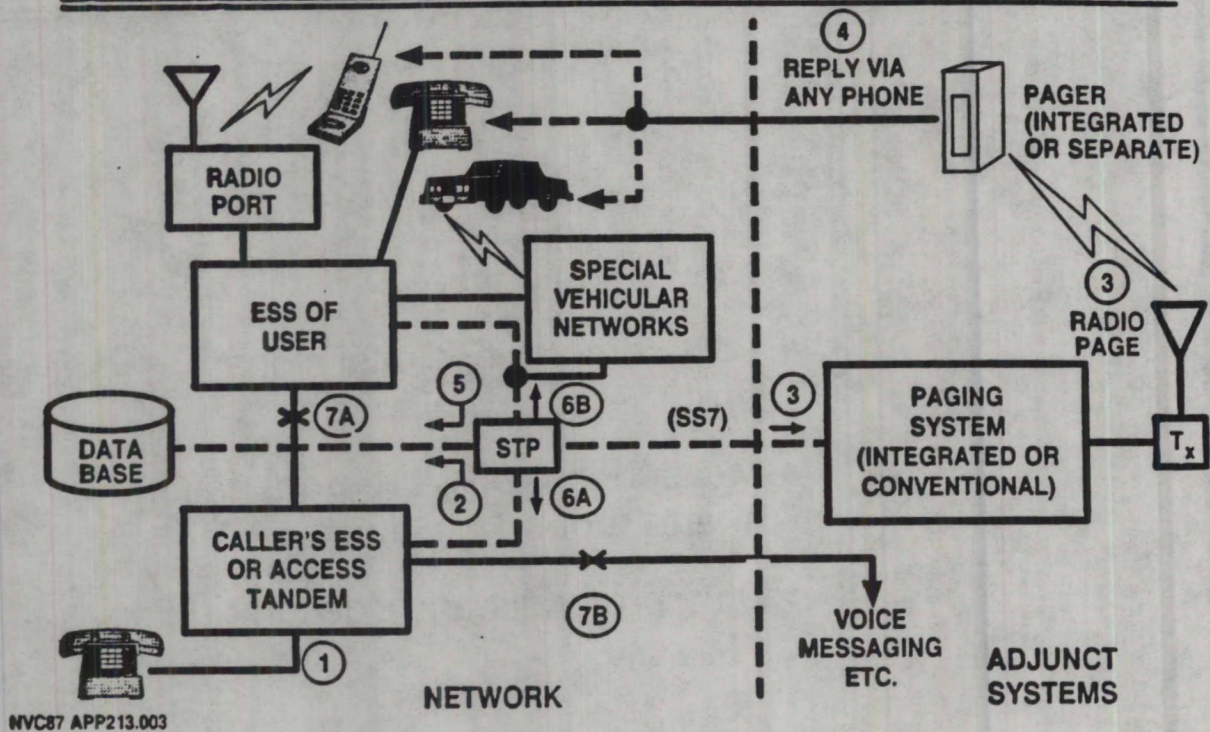 4
REPLY VIA
ANY PHONE
PAGER
(INTEGRATED
OR SEPARATE)
RADIO
PORT
3
RADIO
PAGE
ESS OF
USER
SPECIAL
VEHICULAR
NETWORKS
5
6B
7A
(SS7)
3
PAGING
SYSTEM
(INTEGRATED OR
CONVENTIONAL)
Tx
DATA
BASE
STP
2
6A
CALLER'S ESS
OR ACCESS
TANDEM
7B
VOICE
MESSAGING
ETC.
1
NETWORK
ADJUNCT
SYSTEMS
NVC87 APP213.003